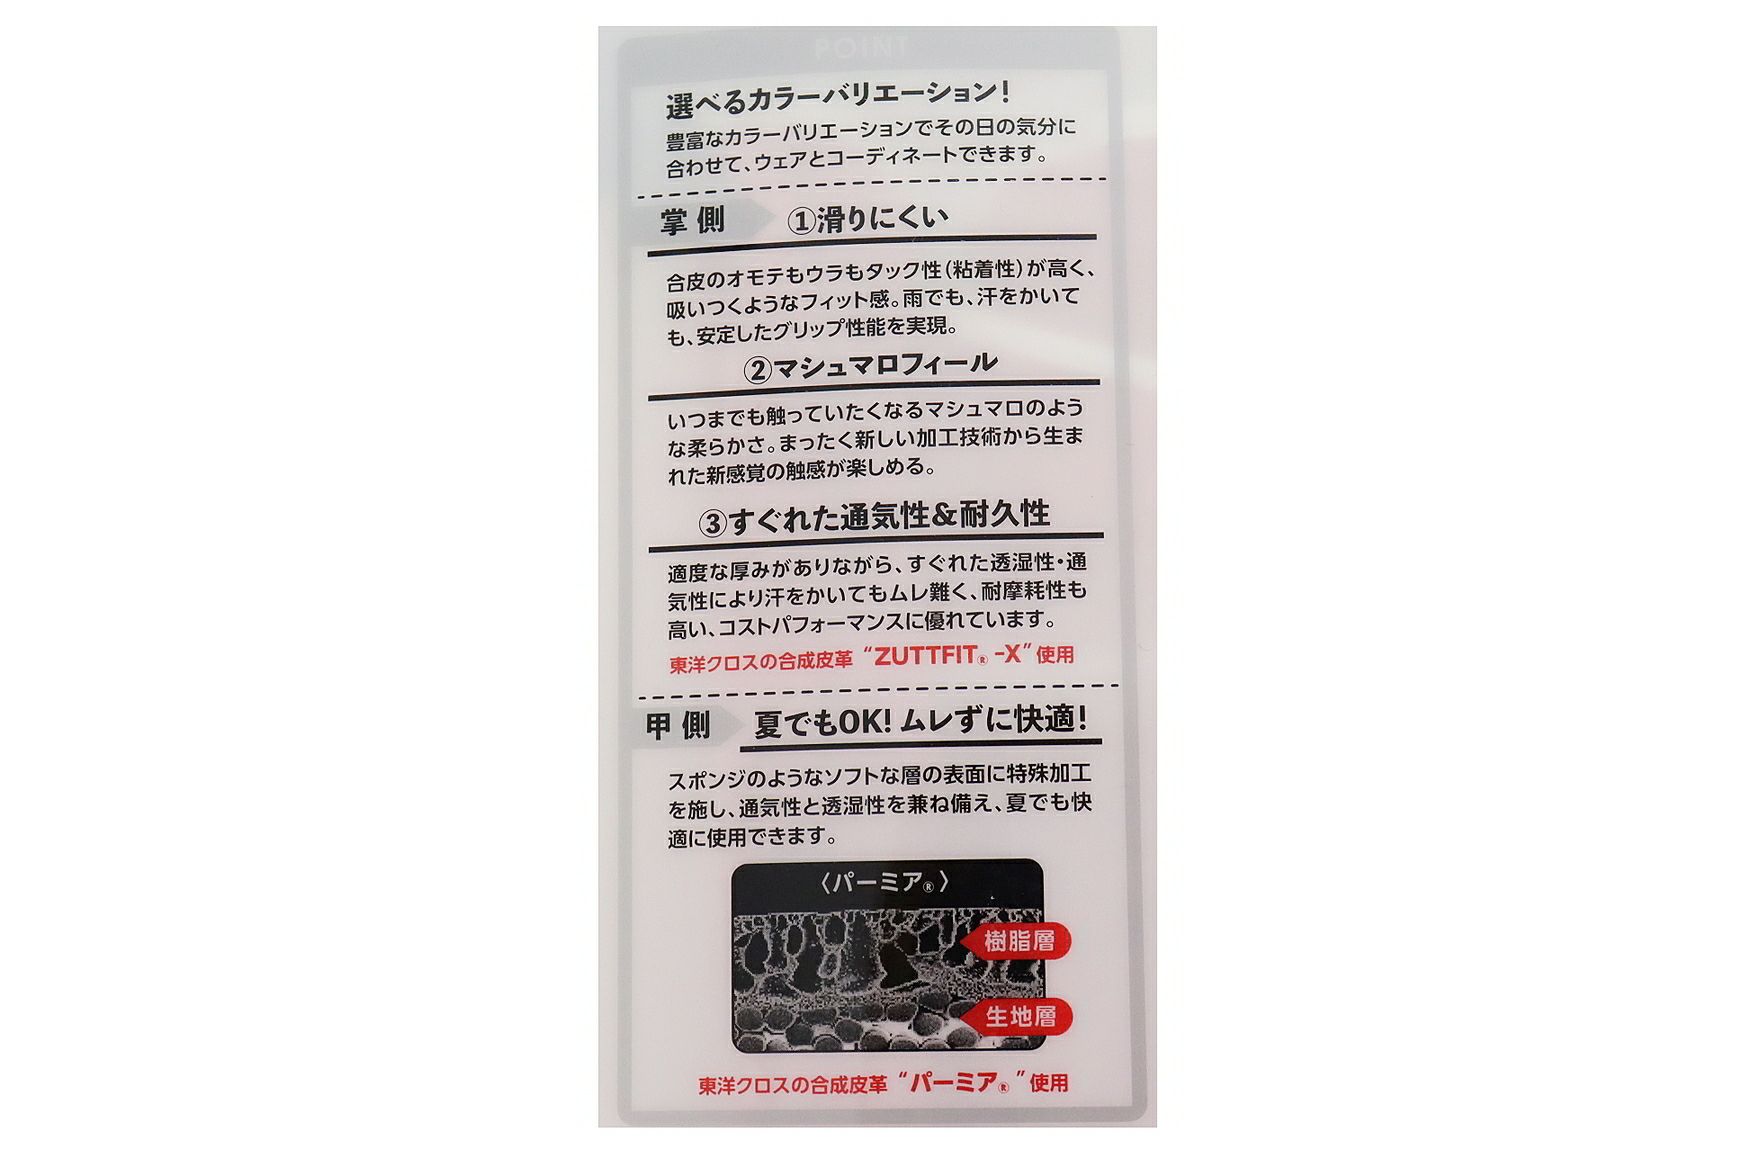 POINT
選べるカラーバリエーション!
豊富なカラーバリエーションでその日の気分に
合わせて、ウェアとコーディネートできます。
掌側 ①滑りにくい
合皮のオモテもウラもタック性(粘着性)が高く、
吸いつくようなフィット感。雨でも、汗をかいて
も、安定したグリップ性能を実現。
②マシュマロフィール
いつまでも触っていたくなるマシュマロのよう
な柔らかさ。まったく新しい加工技術から生ま
れた新感覚の触感が楽しめる。
③すぐれた通気性&耐久性
適度な厚みがありながら、すぐれた透湿性・通
気性により汗をかいてもムレ難く、耐摩耗性も
高い、コストパフォーマンスに優れています。
東洋クロスの合成皮革 “ZUTTFIT® -X” 使用
甲側 夏でもOK! ムレずに快適!
スポンジのようなソフトな層の表面に特殊加工
を施し、通気性と透湿性を兼ね備え、夏でも快
適に使用できます。
〈パーミア®〉
樹脂層
生地層
東洋クロスの合成皮革 “パーミア®” 使用